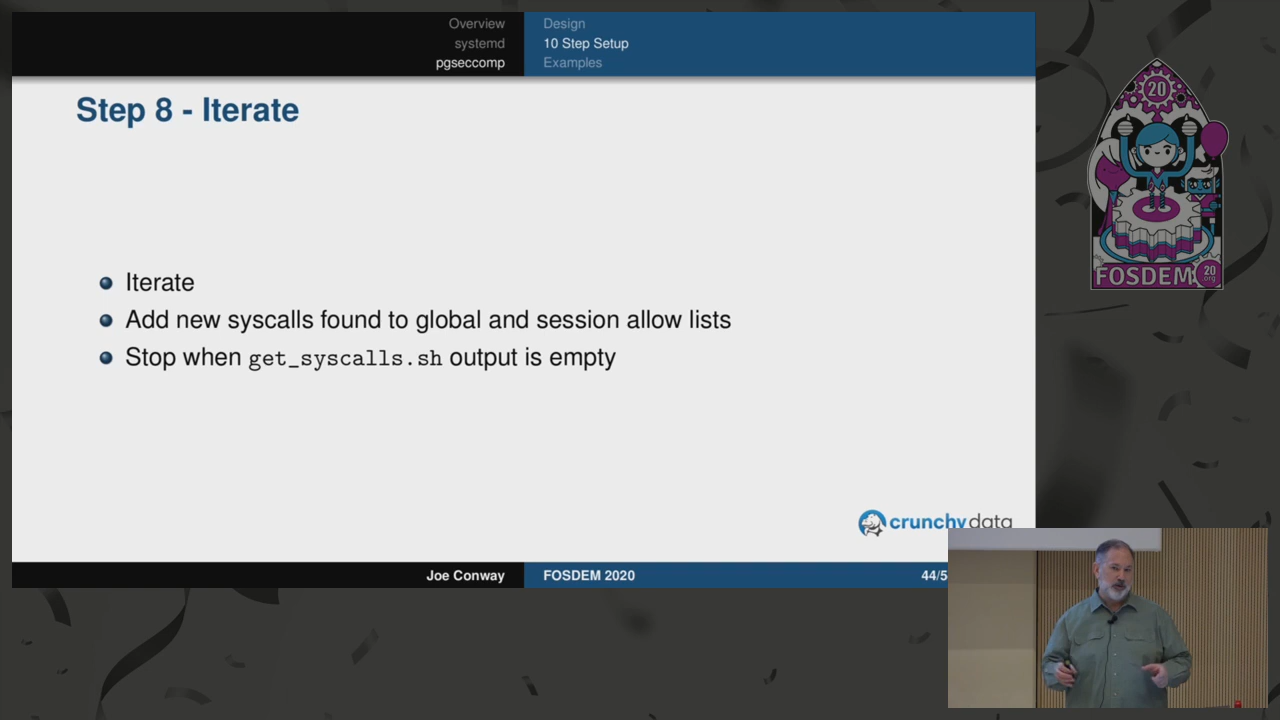 Overview
systemd
pgseccomp
Design
10 Step Setup
Examples
Step 8 - Iterate
Iterate
Add new syscalls found to global and session allow lists
Stop when get_syscalls.sh output is empty
crunchy data
Joe Conway
FOSDEM 2020
44/5
20
FOSDEM
20
.org